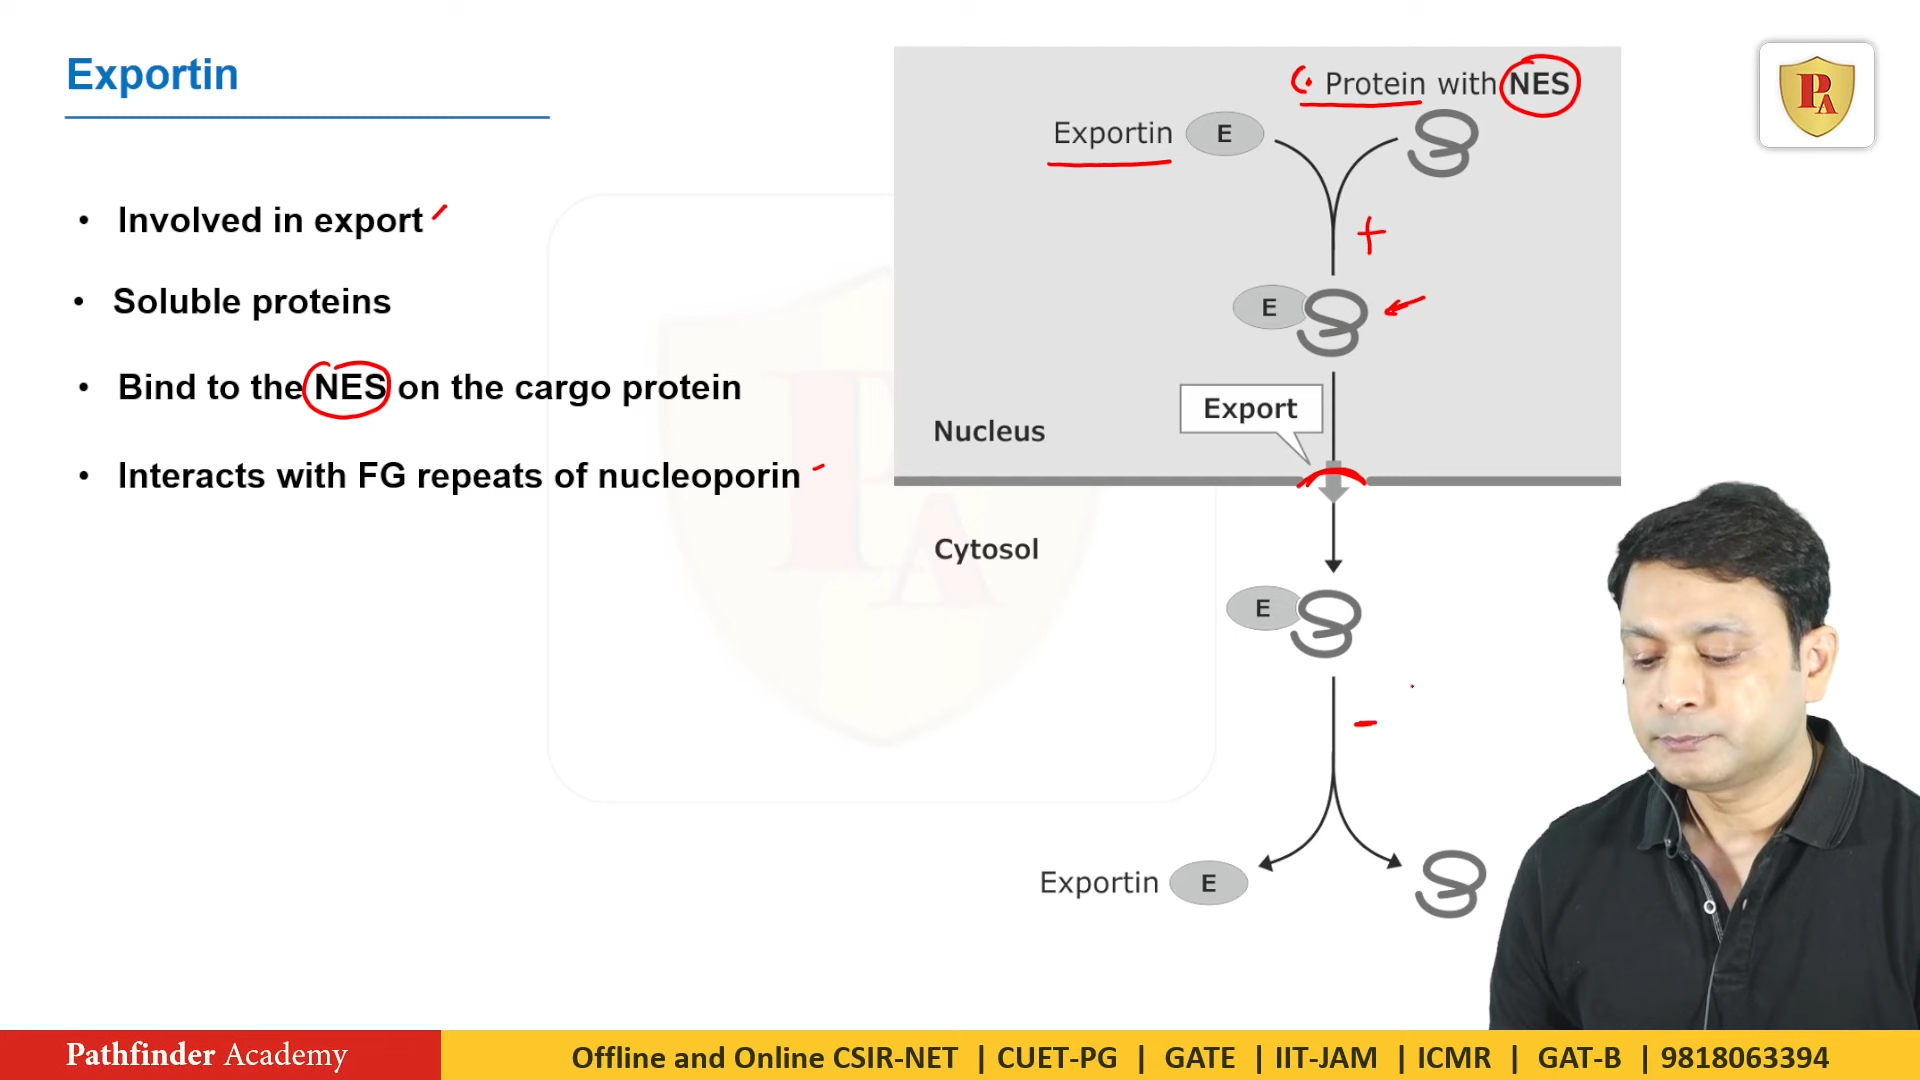 Exportin
• Involved in export
• Soluble proteins
• Bind to the NES on the cargo protein
• Interacts with FG repeats of nucleoporin
Protein with NES
Exportin E
+
E
Export
Nucleus
Cytosol
E
-
Exportin E
PA
PA
Pathfinder Academy
Offline and Online CSIR-NET | CUET-PG | GATE | IIT-JAM | ICMR | GAT-B | 9818063394